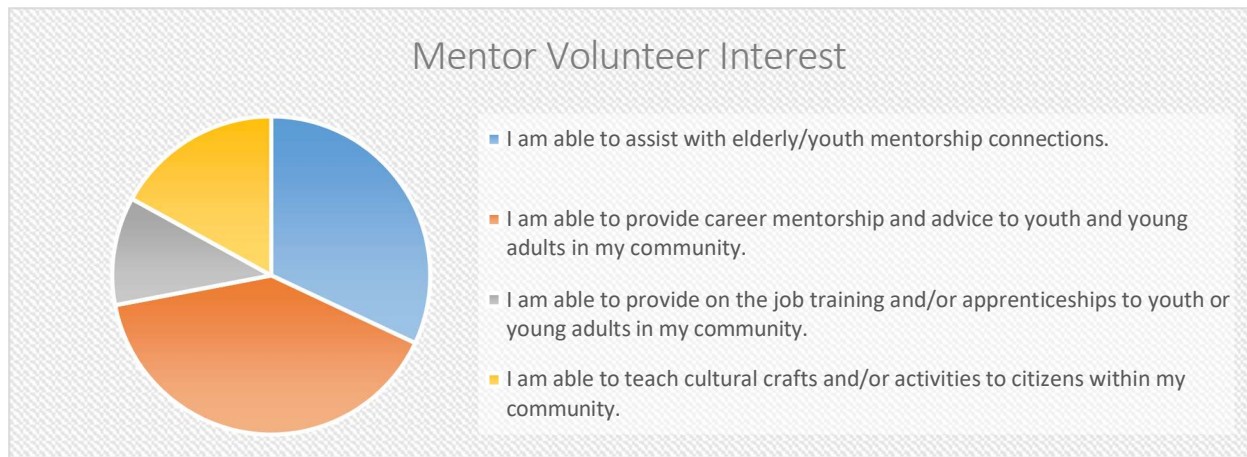 Mentor Volunteer Interest
I am able to assist with elderly/youth mentorship connections.
I am able to provide career mentorship and advice to youth and young
adults in my community.
I am able to provide on the job training and/or apprenticeships to youth or
young adults in my community.
I am able to teach cultural crafts and/or activities to citizens within my
community.